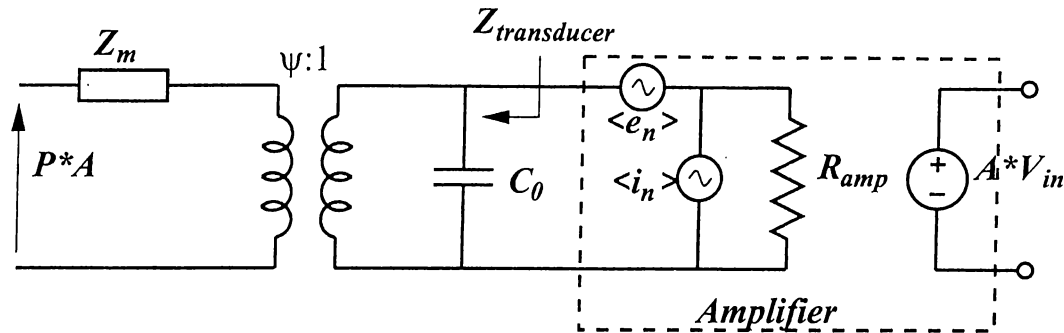 Z_transducer
Z_m
ψ:1
P*A
C_0
<e_n>
<i_n>
R_amp
A*V_in
Amplifier